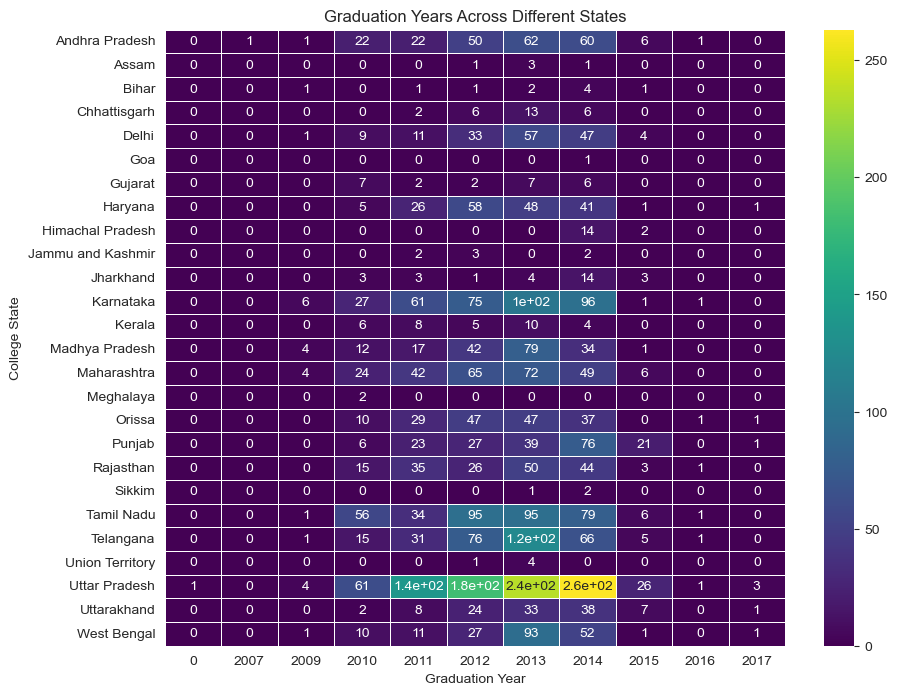 Graduation Years Across Different States
Andhra Pradesh 0 1 1 22 22 50 62 60 6 1 0
Assam 0 0 0 0 0 1 3 1 0 0 0
Bihar 0 0 1 0 1 1 2 4 1 0 0
Chhattisgarh 0 0 0 0 2 6 13 6 0 0 0
Delhi 0 0 1 9 11 33 57 47 4 0 0
Goa 0 0 0 0 0 0 0 1 0 0 0
Gujarat 0 0 0 7 2 2 7 6 0 0 0
Haryana 0 0 0 5 26 58 48 41 1 0 1
Himachal Pradesh 0 0 0 0 0 0 0 14 2 0 0
Jammu and Kashmir 0 0 0 0 2 3 0 2 0 0 0
Jharkhand 0 0 0 3 3 1 4 14 3 0 0
Karnataka 0 0 6 27 61 75 1e+02 96 1 1 0
Kerala 0 0 0 6 8 5 10 4 0 0 0
Madhya Pradesh 0 0 4 12 17 42 79 34 1 0 0
Maharashtra 0 0 4 24 42 65 72 49 6 0 0
Meghalaya 0 0 0 2 0 0 0 0 0 0 0
Orissa 0 0 0 10 29 47 47 37 0 1 1
Punjab 0 0 0 6 23 27 39 76 21 0 1
Rajasthan 0 0 0 15 35 26 50 44 3 1 0
Sikkim 0 0 0 0 0 0 1 2 0 0 0
Tamil Nadu 0 0 1 56 34 95 95 79 6 1 0
Telangana 0 0 1 15 31 76 1.2e+02 66 5 1 0
Union Territory 0 0 0 0 0 1 4 0 0 0 0
Uttar Pradesh 1 0 4 61 1.4e+02 1.8e+02 2.4e+02 2.6e+02 26 1 3
Uttarakhand 0 0 0 2 8 24 33 38 7 0 1
West Bengal 0 0 1 10 11 27 93 52 1 0 1
0 2007 2009 2010 2011 2012 2013 2014 2015 2016 2017
Graduation Year
College State
250
200
150
100
50
0